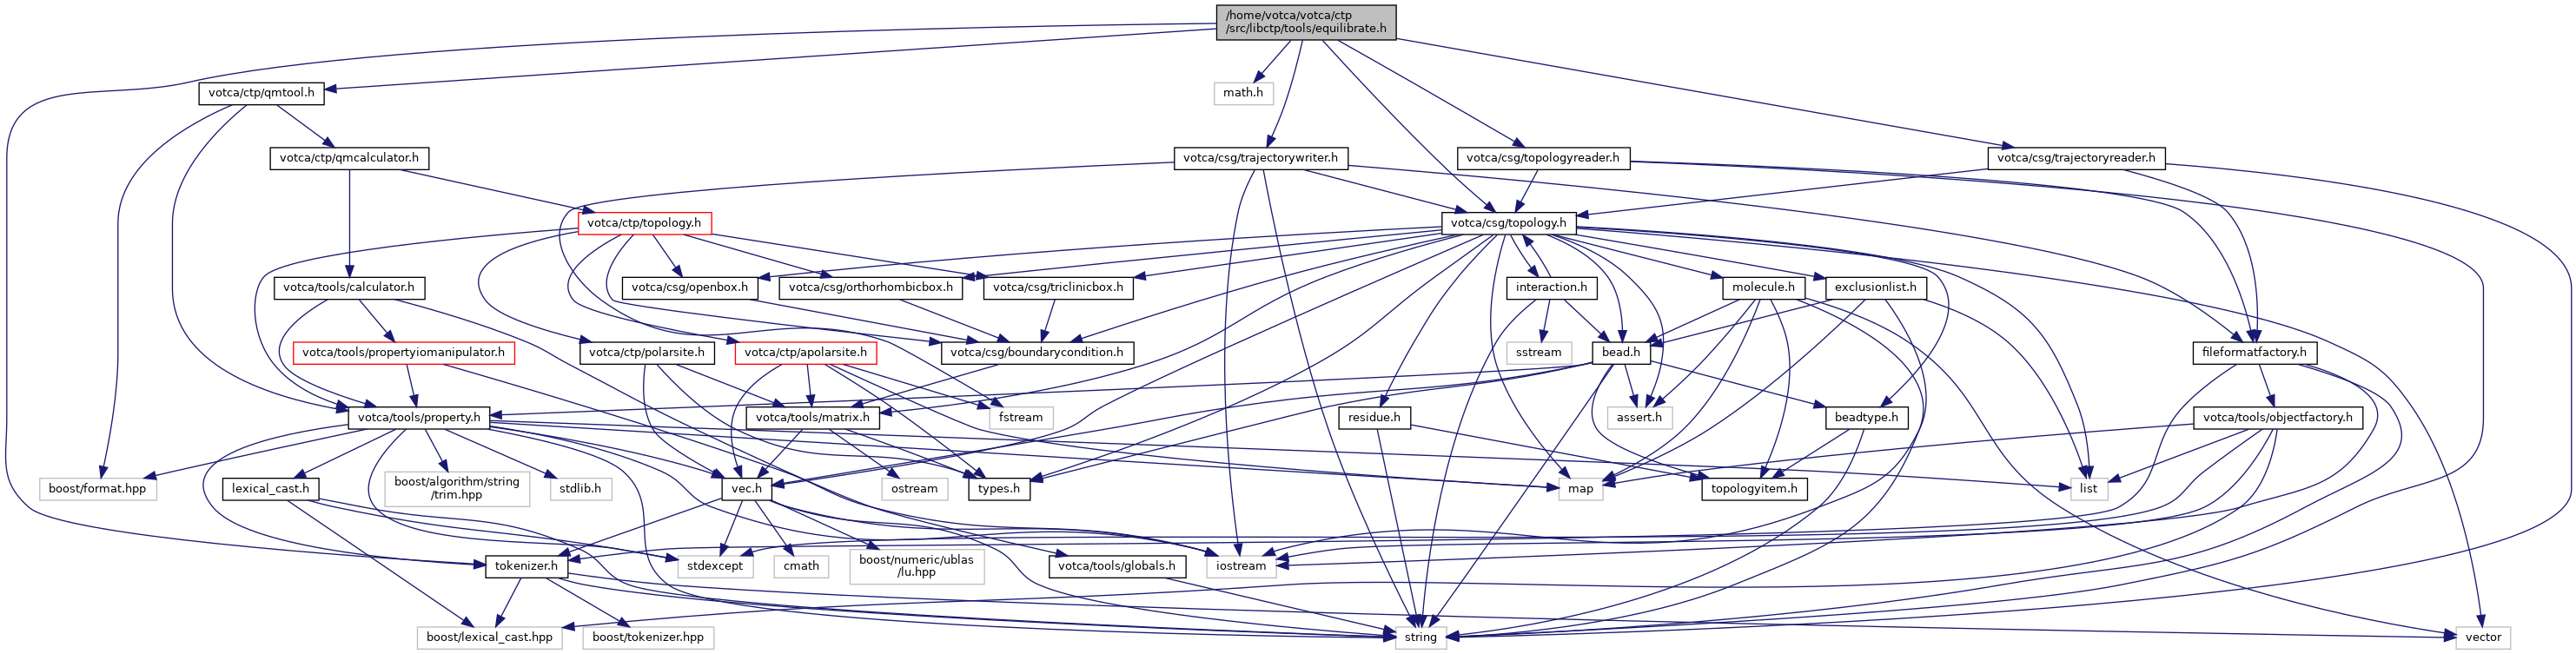 /home/votca/votca/ctp
/src/libctp/tools/equilibrate.h
votca/ctp/qmtool.h
math.h
votca/ctp/qmcalculator.h
votca/csg/trajectorywriter.h
votca/csg/topologyreader.h
votca/csg/trajectoryreader.h
votca/ctp/topology.h
votca/csg/topology.h
votca/tools/calculator.h
votca/csg/openbox.h
votca/csg/orthorhombicbox.h
votca/csg/triclinicbox.h
interaction.h
molecule.h
exclusionlist.h
votca/tools/propertyiomanipulator.h
votca/ctp/polarsite.h
votca/ctp/apolarsite.h
votca/csg/boundarycondition.h
sstream
bead.h
fileformatfactory.h
votca/tools/property.h
votca/tools/matrix.h
fstream
residue.h
assert.h
beadtype.h
votca/tools/objectfactory.h
boost/format.hpp
lexical_cast.h
boost/algorithm/string
/trim.hpp
stdlib.h
vec.h
ostream
types.h
map
topologyitem.h
list
tokenizer.h
stdexcept
cmath
boost/numeric/ublas
/lu.hpp
votca/tools/globals.h
iostream
boost/lexical_cast.hpp
boost/tokenizer.hpp
string
vector